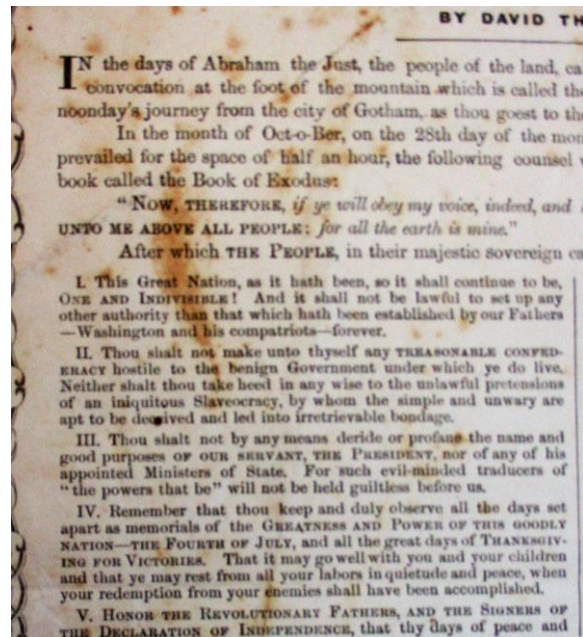 BY DAVID TH
IN the days of Abraham the Just, the people of the land, ca
convocation at the foot of the mountain which is called the
noonday's journey from the city of Gotham, as thou goest to the
In the month of Oct-o-Ber, on the 28th day of the mon
prevailed for the space of half an hour, the following counsel
book called the Book of Exodus:
"NOW, THEREFORE, if ye will obey my voice, indeed, and
UNTO ME ABOVE ALL PEOPLE: for all the earth is mine."
After which THE PEOPLE, in their majestic sovereign ca
I. This Great Nation, as it hath been, so it shall continue to be,
ONE AND INDIVISIBLE! And it shall not be lawful to set up any
other authority than that which hath been established by our Fathers
—Washington and his compatriots—forever.
II. Thou shalt not make unto thyself any TREASONABLE CONFED-
ERACY hostile to the benign Government under which ye do live.
Neither shalt thou take heed in any wise to the unlawful pretensions
of an iniquitous Slaveocracy, by whom the simple and unwary are
apt to be deceived and led into irretrievable bondage.
III. Thou shalt not by any means deride or profane the name and
good purposes OF OUR SERVANT, THE PRESIDENT, nor of any of his
appointed Ministers of State. For such evil-minded traducers of
"the powers that be" will not be held guiltless before us.
IV. Remember that thou keep and duly observe all the days set
apart as memorials of the GREATNESS AND POWER OF THIS GOODLY
NATION—THE FOURTH OF JULY, and all the great days of THANKSGIV-
ING FOR VICTORIES. That it may go well with you and your children
and that ye may rest from all your labors in quietude and peace, when
your redemption from your enemies shall have been accomplished.
V. HONOR THE REVOLUTIONARY FATHERS, AND THE SIGNERS OF
THE DECLARATION OF INDEPENDENCE, that thy days of peace and